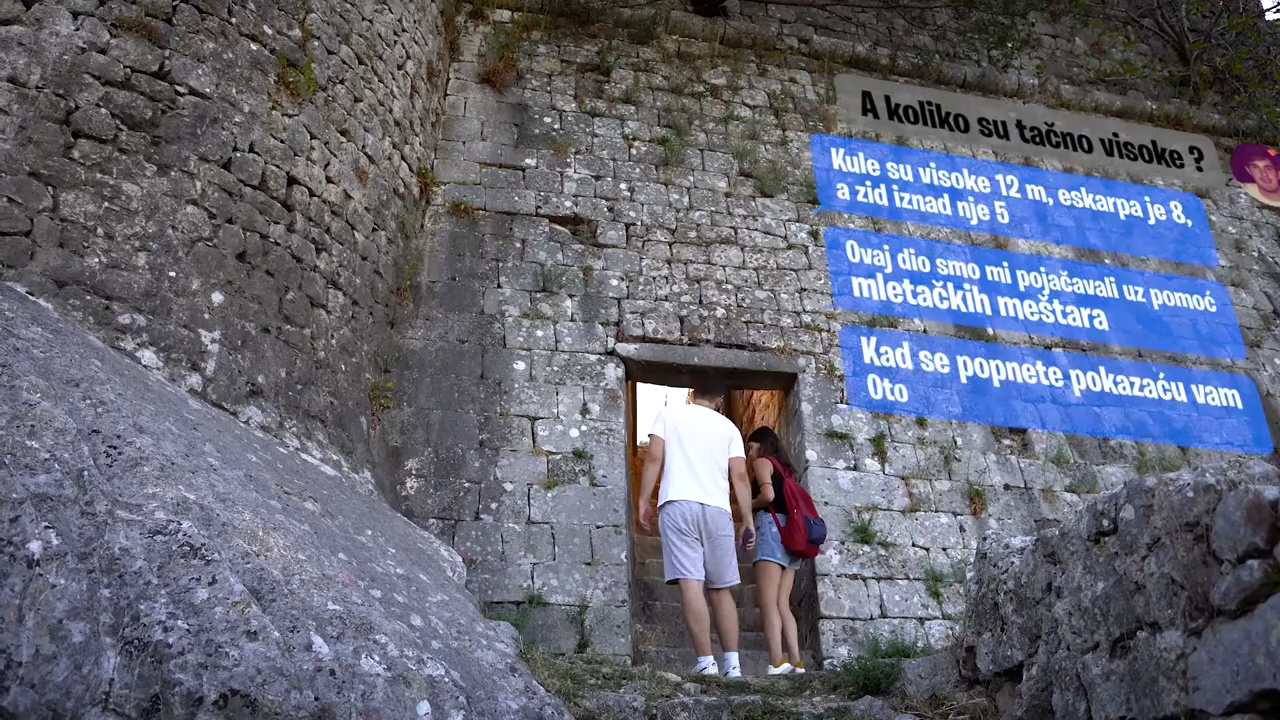 A koliko su tačno visoke ?
Kule su visoke 12 m, eskarpa je 8,
a zid iznad nje 5
Ovaj dio smo mi pojačavali uz pomoć
mletačkih meštara
Kad se popnete pokazaću vam
Oto